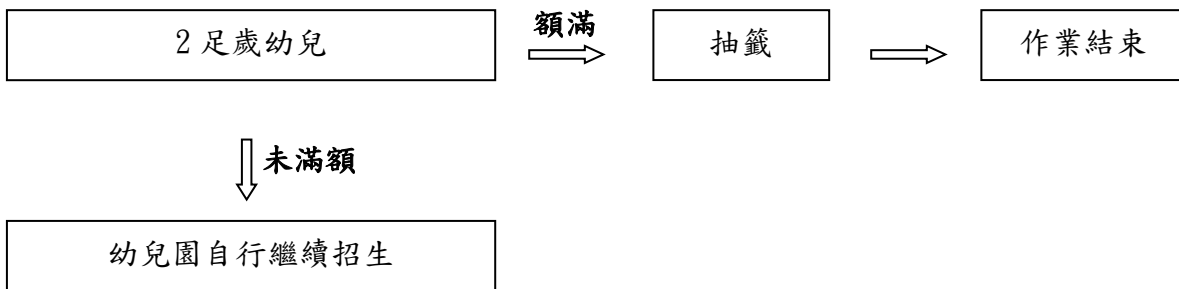 額滿
2足歲幼兒
抽籤
作業結束
未滿額
幼兒園自行繼續招生